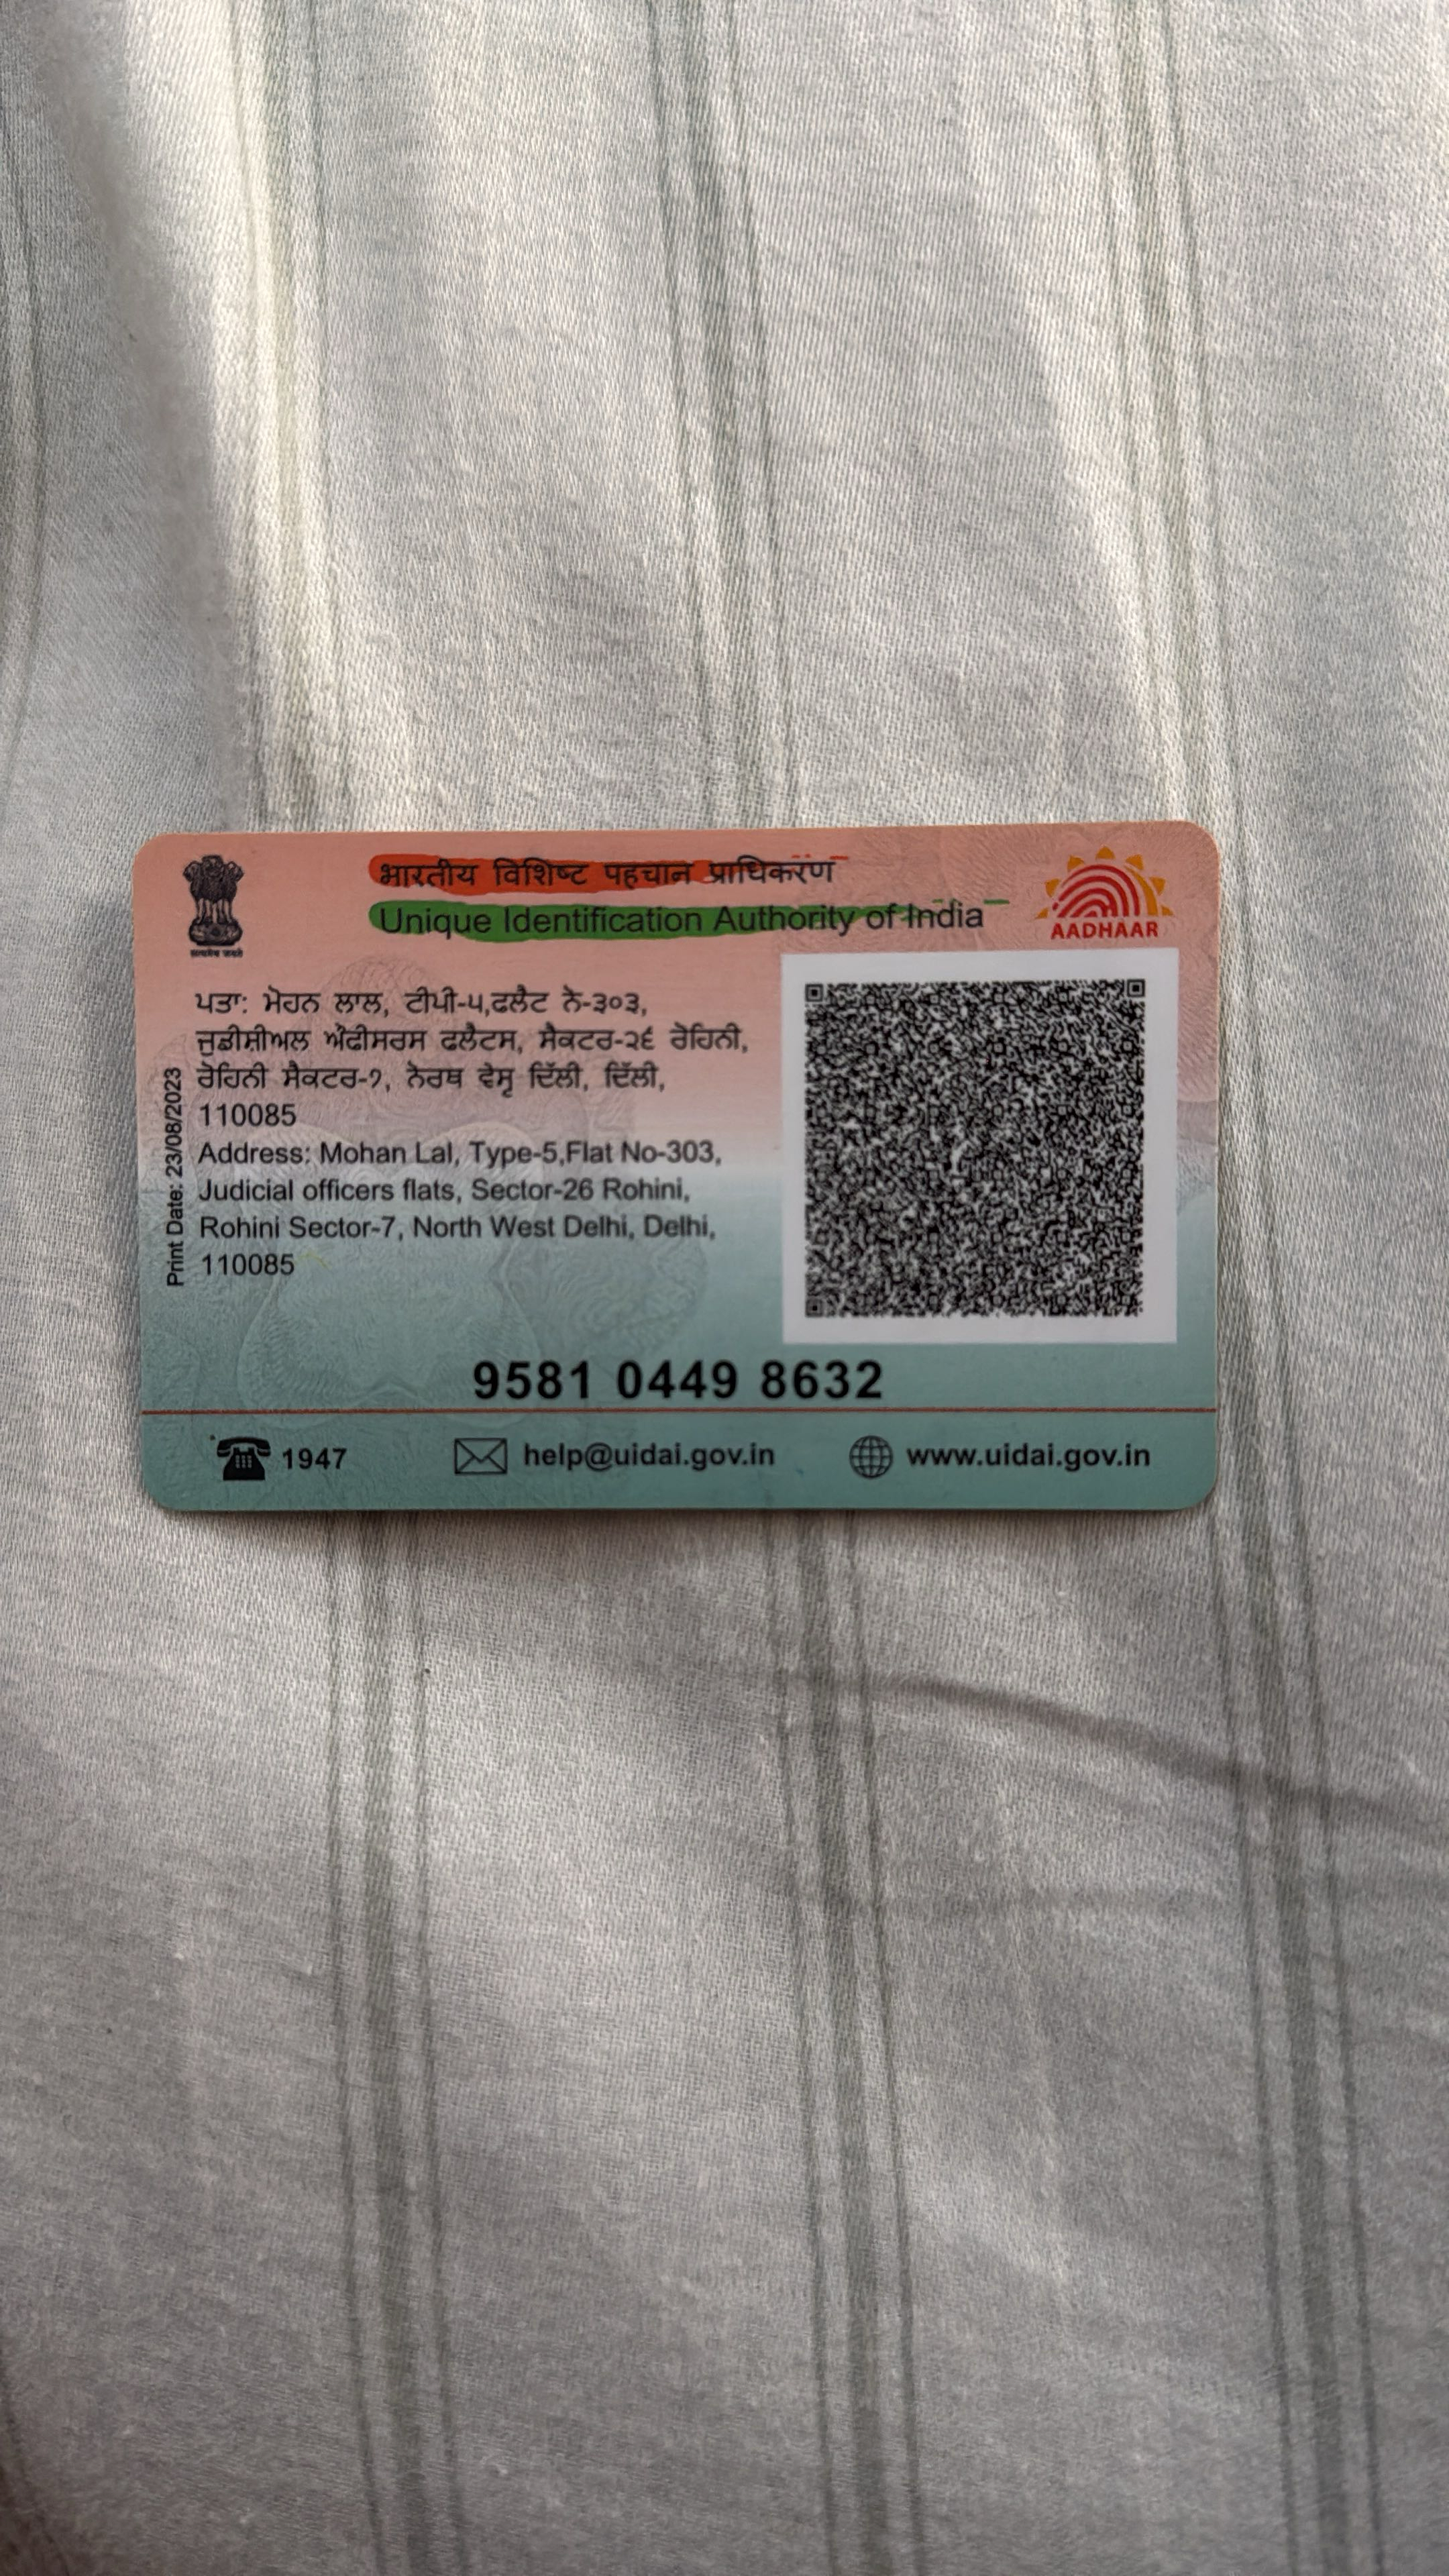 भारतीय विशिष्ट पहचान प्राधिकरण
Unique Identification Authority of India
AADHAAR
सत्यमेव जयते
ਪਤਾ: ਮੋਹਨ ਲਾਲ, ਟੀਪੀ-੫,ਫਲੈਟ ਨੇ-੩੦੩,
ਜੁਡੀਸ਼ੀਅਲ ਔਫੀਸਰਸ ਫਲੈਟਸ, ਸੈਕਟਰ-੨੬ ਰੋਹਿਨੀ,
ਰੋਹਿਨੀ ਸੈਕਟਰ-੭, ਨੋਰਥ ਵੇਸ੍ਟ ਦਿੱਲੀ, ਦਿੱਲੀ,
110085
Address: Mohan Lal, Type-5,Flat No-303,
Judicial officers flats, Sector-26 Rohini,
Rohini Sector-7, North West Delhi, Delhi,
110085
Print Date: 23/08/2023
9581 0449 8632
1947
help@uidai.gov.in
www.uidai.gov.in